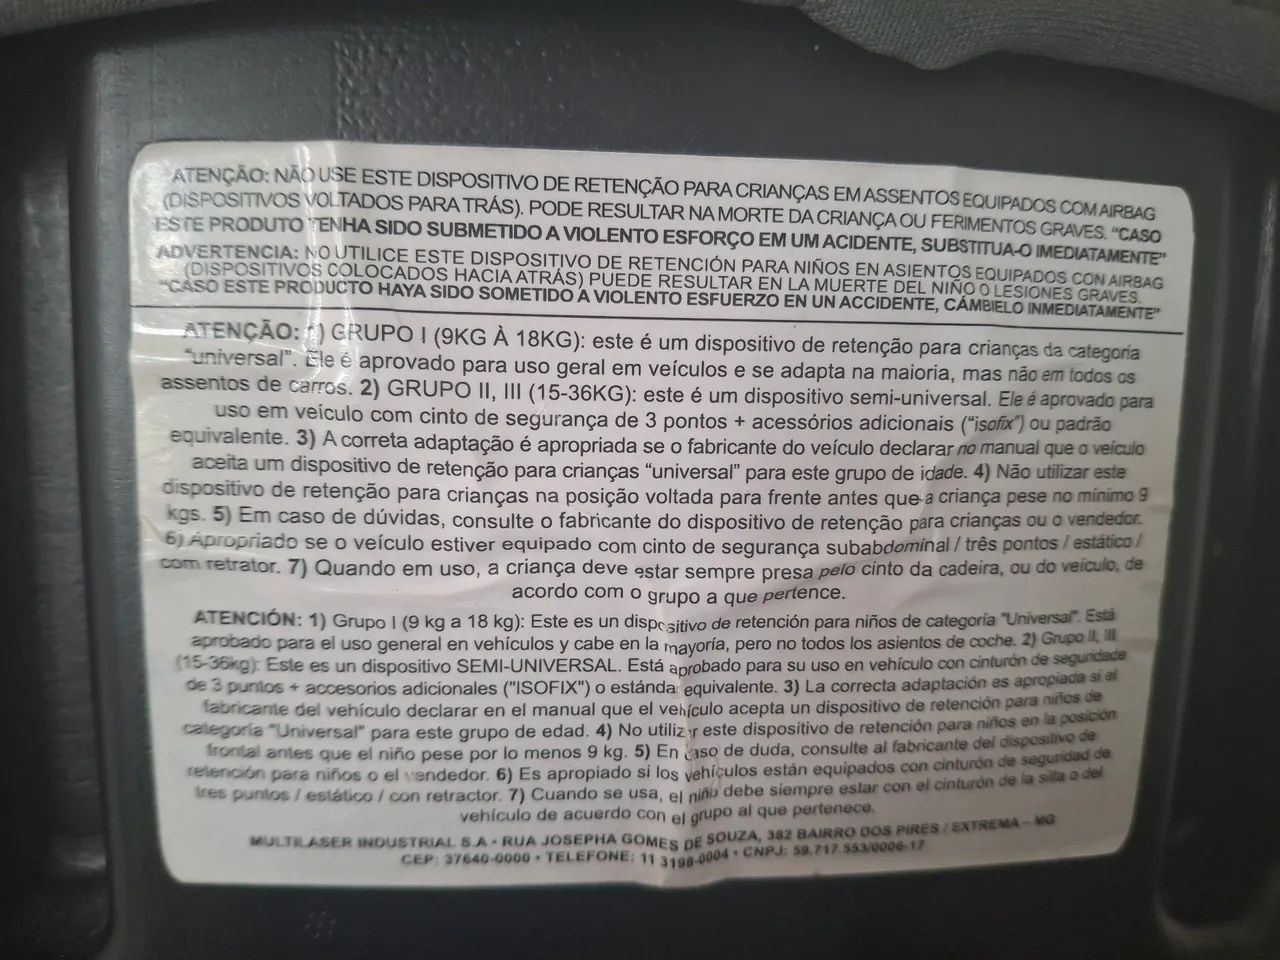 ATENÇÃO: NÃO USE ESTE DISPOSITIVO DE RETENÇÃO PARA CRIANÇAS EM ASSENTOS EQUIPADOS COM AIRBAG
(DISPOSITIVOS VOLTADOS PARA TRÁS). PODE RESULTAR NA MORTE DA CRIANÇA OU FERIMENTOS GRAVES. "CASO
ESTE PRODUTO TENHA SIDO SUBMETIDO A VIOLENTO ESFORÇO EM UM ACIDENTE, SUBSTITUA-O IMEDIATAMENTE"
ADVERTENCIA: NO UTILICE ESTE DISPOSITIVO DE RETENCIÓN PARA NIÑOS EN ASIENTOS EQUIPADOS CON AIRBAG
(DISPOSITIVOS COLOCADOS HACIA ATRÁS) PUEDE RESULTAR EN LA MUERTE DEL NIÑO O LESIONES GRAVES.
"CASO ESTE PRODUCTO HAYA SIDO SOMETIDO A VIOLENTO ESFUERZO EN UN ACCIDENTE, CÁMBIELO INMEDIATAMENTE"
ATENÇÃO: 1) GRUPO I (9KG À 18KG): este é um dispositivo de retenção para crianças da categoria
"universal". Ele é aprovado para uso geral em veículos e se adapta na maioria, mas não em todos os
assentos de carros. 2) GRUPO II, III (15-36KG): este é um dispositivo semi-universal. Ele é aprovado para
uso em veículo com cinto de segurança de 3 pontos + acessórios adicionais ("isofix") ou padrão
equivalente. 3) A correta adaptação é apropriada se o fabricante do veículo declarar no manual que o veículo
aceita um dispositivo de retenção para crianças "universal" para este grupo de idade. 4) Não utilizar este
dispositivo de retenção para crianças na posição voltada para frente antes que a criança pese no mínimo 9
kgs. 5) Em caso de dúvidas, consulte o fabricante do dispositivo de retenção para crianças ou o vendedor.
6) Apropriado se o veículo estiver equipado com cinto de segurança subabdominal / três pontos / estático /
com retrator. 7) Quando em uso, a criança deve estar sempre presa pelo cinto da cadeira, ou do veículo, de
acordo com o grupo a que pertence.
ATENCIÓN: 1) Grupo I (9 kg a 18 kg): Este es un dispositivo de retención para niños de categoría "Universal". Está
aprobado para el uso general en vehículos y cabe en la mayoría, pero no todos los asientos de coche. 2) Grupo II, III
(15-36kg): Este es un dispositivo SEMI-UNIVERSAL. Está aprobado para su uso en vehículo con cinturón de seguridade
de 3 puntos + accesorios adicionales ("ISOFIX") o estánda equivalente. 3) La correcta adaptación es apropiada si el
fabricante del vehículo declarar en el manual que el vehículo acepta un dispositivo de retención para niños de
categoría "Universal" para este grupo de edad. 4) No utilizar este dispositivo de retención para niños en la posición
frontal antes que el niño pese por lo menos 9 kg. 5) En caso de duda, consulte al fabricante del dispositivo de
retención para niños o el vendedor. 6) Es apropiado si los vehículos están equipados con cinturón de seguridad de
tres puntos / estático / con retractor. 7) Cuando se usa, el niño debe siempre estar con el cinturón de la silla o del
vehículo de acuerdo con el grupo al que pertenece.
MULTILASER INDUSTRIAL S.A • RUA JOSEPHA GOMES DE SOUZA, 382 BAIRRO DOS PIRES / EXTREMA – MG
CEP: 37640-0000 • TELEFONE: 11 3198-0004 • CNPJ: 59.717.553/0006-17